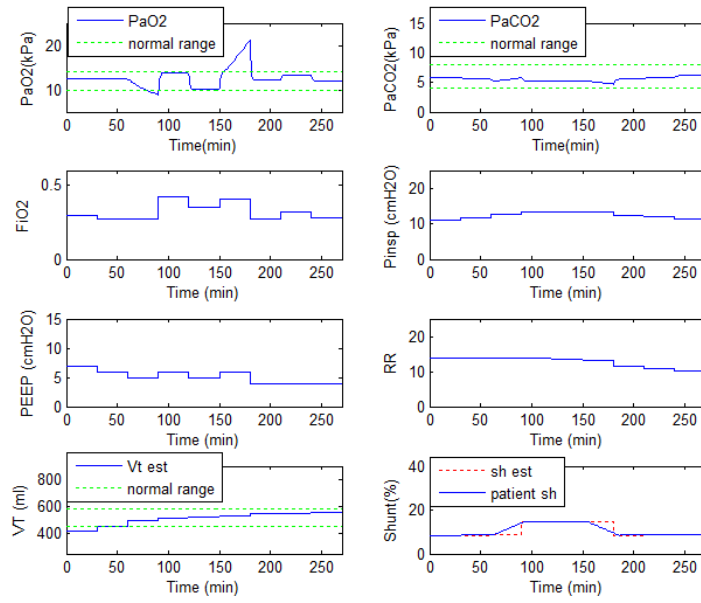 PaO2
normal range
20
10
PaO2(kPa)
0 50 100 150 200 250
Time(min)
PaCO2
normal range
15
10
5
0
PaCO2(kPa)
0 50 100 150 200 250
Time(min)
0.5
0
FiO2
0 50 100 150 200 250
Time (min)
20
10
0
Pinsp (cmH2O)
0 50 100 150 200 250
Time (min)
15
10
5
0
PEEP (cmH2O)
0 50 100 150 200 250
Time (min)
20
10
0
RR
0 50 100 150 200 250
Time (min)
Vt est
normal range
800
600
400
VT (ml)
0 50 100 150 200 250
Time (min)
sh est
patient sh
40
20
0
Shunt(%)
0 50 100 150 200 250
Time (min)